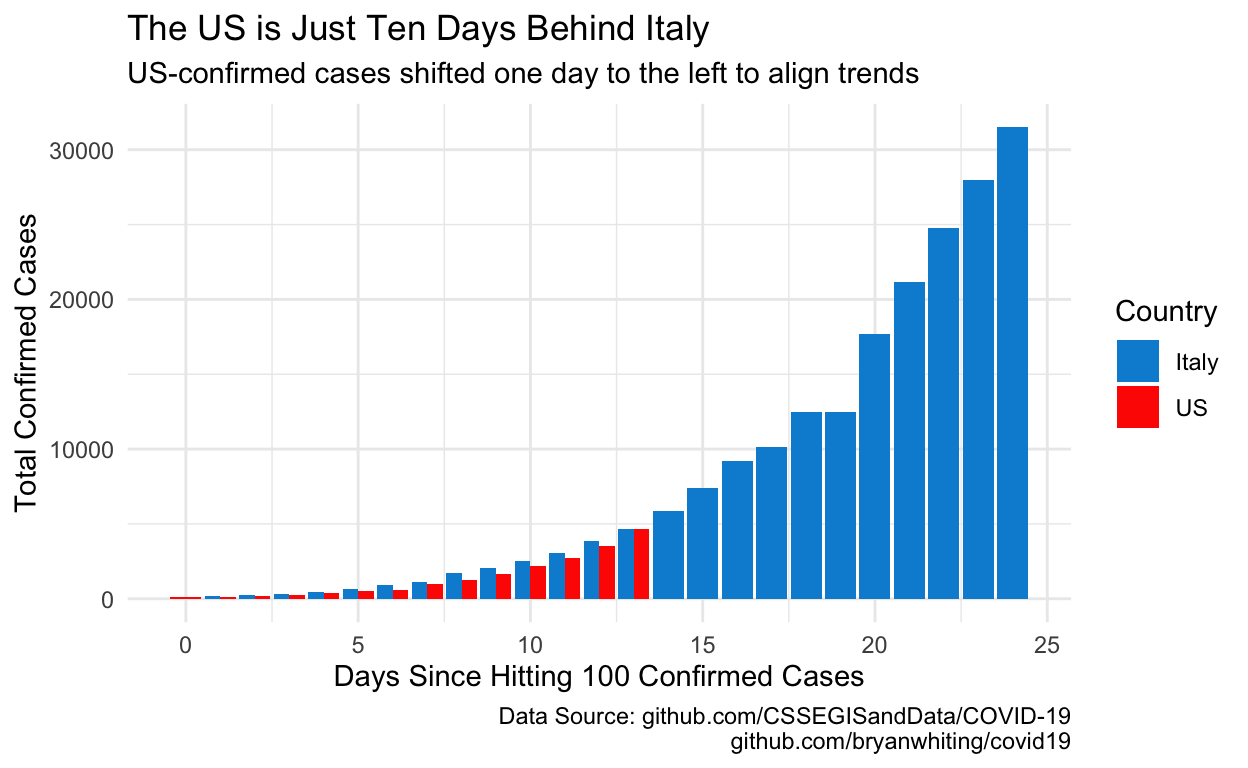 The US is Just Ten Days Behind Italy
US-confirmed cases shifted one day to the left to align trends
30000
20000
10000
0
Total Confirmed Cases
0 5 10 15 20 25
Days Since Hitting 100 Confirmed Cases
Country
Italy
US
Data Source: github.com/CSSEGISandData/COVID-19
github.com/bryanwhiting/covid19